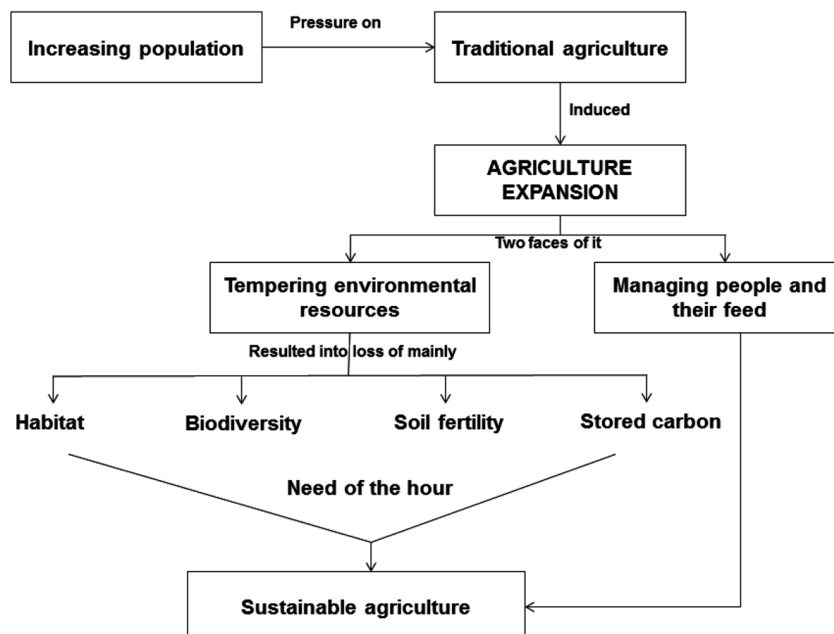 Pressure on
Increasing population
Traditional agriculture
Induced
AGRICULTURE
EXPANSION
Two faces of it
Tempering environmental
resources
Managing people and
their feed
Resulted into loss of mainly
Habitat
Biodiversity
Soil fertility
Stored carbon
Need of the hour
Sustainable agriculture